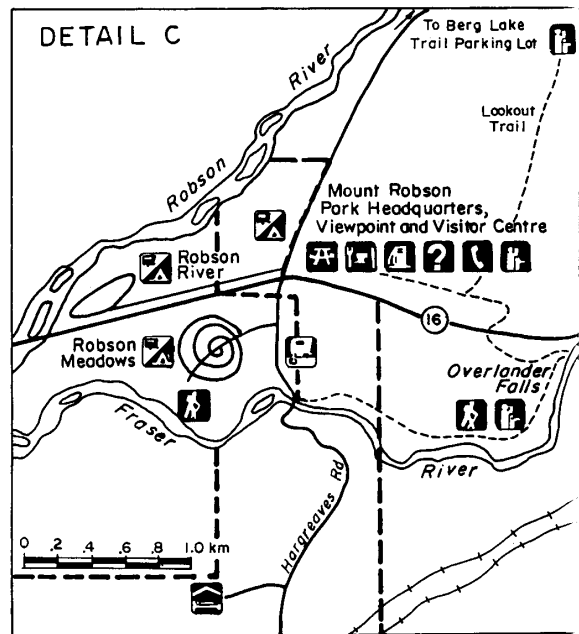 DETAIL C
To Berg Lake
Trail Parking Lot
Lookout
Trail
River
Robson
Mount Robson
Park Headquarters,
Viewpoint and Visitor Centre
?
Robson
River
16
Robson
Meadows
Overlander
Falls
Fraser
River
Hargreaves Rd
0 .2 .4 .6 .8 1.0 km